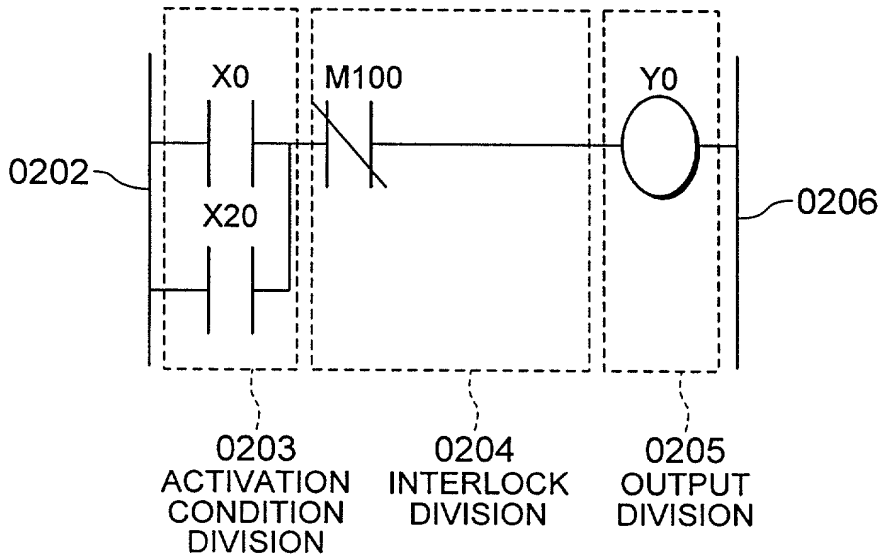 X0
M100
Y0
0202
X20
0206
0203
ACTIVATION
CONDITION
DIVISION
0204
INTERLOCK
DIVISION
0205
OUTPUT
DIVISION